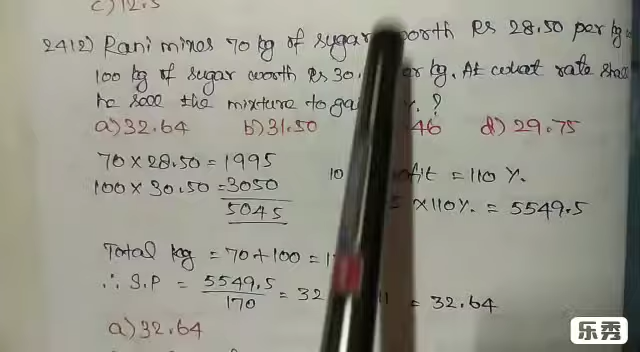 c) 12.5
2412) Rani mixes 70 kg of sugar worth Rs 28.50 per kg
100 kg of sugar worth Rs 30. per kg. At what rate shall
he sell the mixture to %?
a) 32.64 b) 31.50 46 d) 29.75
70 × 28.50 = 1995
100 × 30.50 = 3050 10 = 110 %.
5045 × 110 %. = 5549.5
Total kg = 70 + 100 =
∴ S.P = 5549.5 / 170 = 32 = 32.64
a) 32.64
乐秀